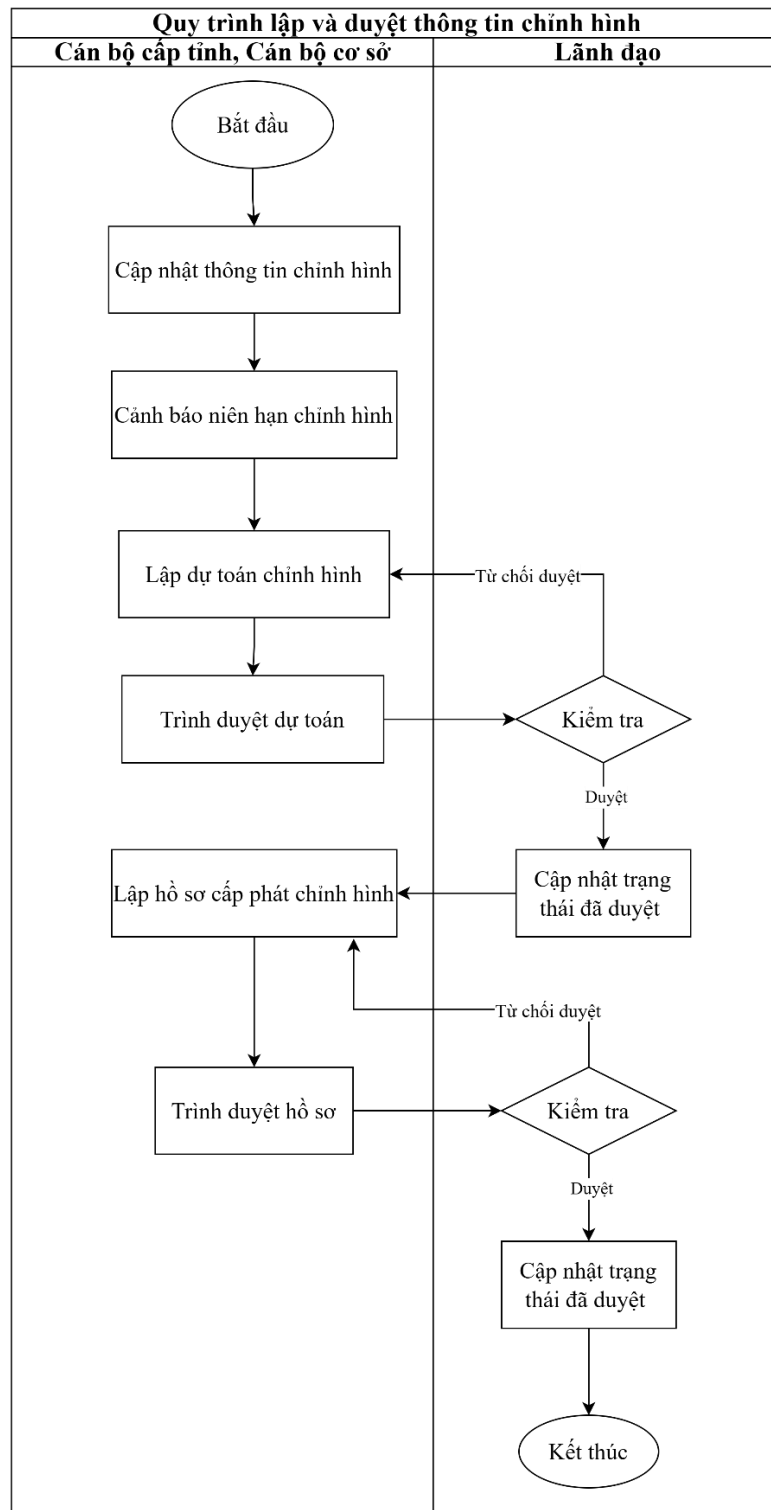 Quy trình lập và duyệt thông tin chỉnh hình
Cán bộ cấp tỉnh, Cán bộ cơ sở
Lãnh đạo
Bắt đầu
Cập nhật thông tin chỉnh hình
Cảnh báo niên hạn chỉnh hình
Lập dự toán chỉnh hình
Từ chối duyệt
Trình duyệt dự toán
Kiểm tra
Duyệt
Lập hồ sơ cấp phát chỉnh hình
Cập nhật trạng
thái đã duyệt
Từ chối duyệt
Trình duyệt hồ sơ
Kiểm tra
Duyệt
Cập nhật trạng
thái đã duyệt
Kết thúc